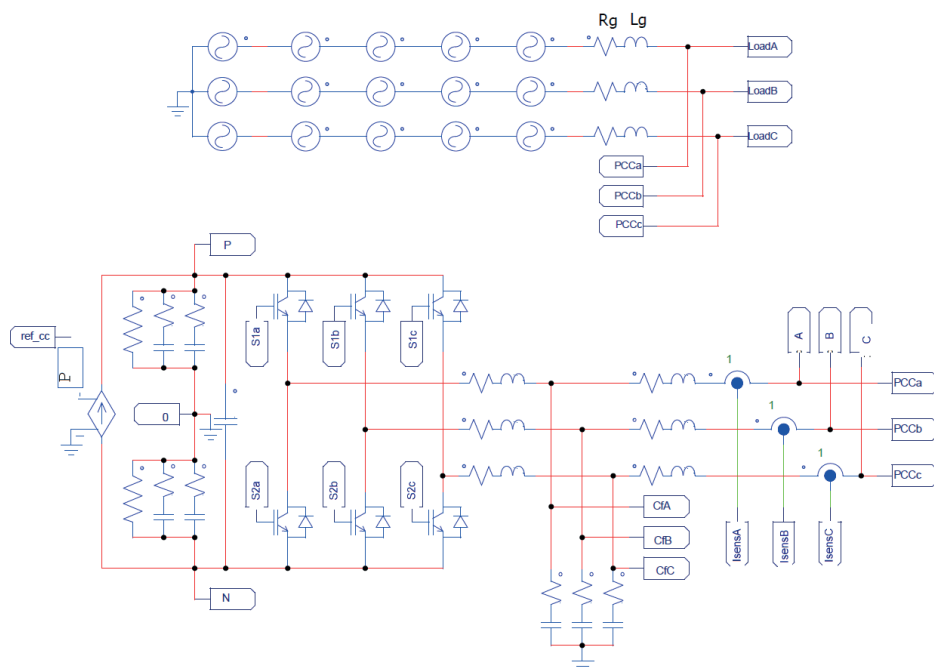 Rg Lg
LoadA
LoadB
LoadC
PCCa
PCCb
PCCc
P
ref_cc
P
0
S1a
S1b
S1c
S2a
S2b
S2c
N
1
1
1
A
B
C
PCCa
PCCb
PCCc
CfA
CfB
CfC
IsensA
IsensB
IsensC